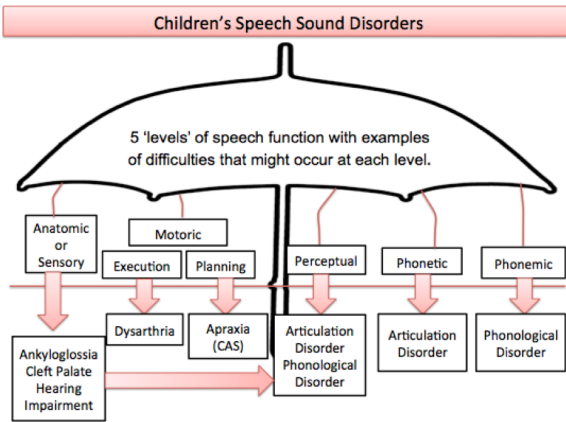 Children's Speech Sound Disorders
5 'levels' of speech function with examples
of difficulties that might occur at each level.
Anatomic
or
Sensory
Motoric
Execution
Planning
Perceptual
Phonetic
Phonemic
Ankyloglossia
Cleft Palate
Hearing
Impairment
Dysarthria
Apraxia
(CAS)
Articulation
Disorder
Phonological
Disorder
Articulation
Disorder
Phonological
Disorder